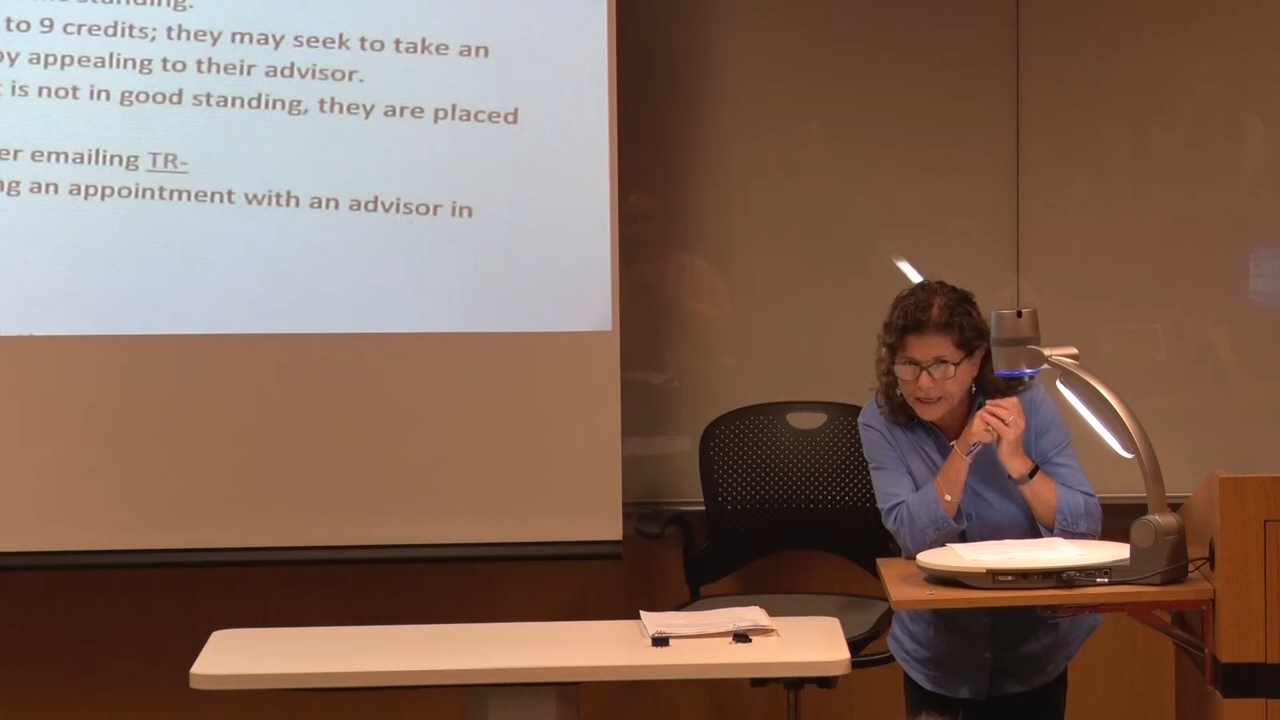 standing.
to 9 credits; they may seek to take an
by appealing to their advisor.
is not in good standing, they are placed
er emailing TR-
ng an appointment with an advisor in